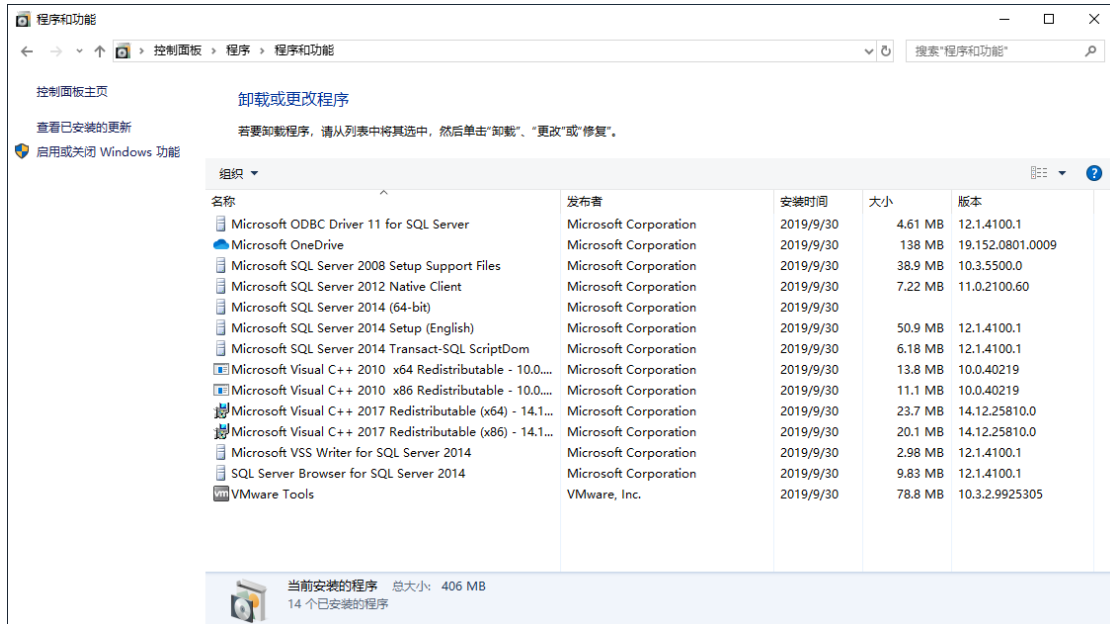 程序和功能
控制面板 › 程序 › 程序和功能
搜索"程序和功能"
控制面板主页
查看已安装的更新
启用或关闭 Windows 功能
卸载或更改程序
若要卸载程序，请从列表中将其选中，然后单击"卸载"、"更改"或"修复"。
组织
名称 发布者 安装时间 大小 版本
Microsoft ODBC Driver 11 for SQL Server Microsoft Corporation 2019/9/30 4.61 MB 12.1.4100.1
Microsoft OneDrive Microsoft Corporation 2019/9/30 138 MB 19.152.0801.0009
Microsoft SQL Server 2008 Setup Support Files Microsoft Corporation 2019/9/30 38.9 MB 10.3.5500.0
Microsoft SQL Server 2012 Native Client Microsoft Corporation 2019/9/30 7.22 MB 11.0.2100.60
Microsoft SQL Server 2014 (64-bit) Microsoft Corporation 2019/9/30
Microsoft SQL Server 2014 Setup (English) Microsoft Corporation 2019/9/30 50.9 MB 12.1.4100.1
Microsoft SQL Server 2014 Transact-SQL ScriptDom Microsoft Corporation 2019/9/30 6.18 MB 12.1.4100.1
Microsoft Visual C++ 2010 x64 Redistributable - 10.0.... Microsoft Corporation 2019/9/30 13.8 MB 10.0.40219
Microsoft Visual C++ 2010 x86 Redistributable - 10.0.... Microsoft Corporation 2019/9/30 11.1 MB 10.0.40219
Microsoft Visual C++ 2017 Redistributable (x64) - 14.1... Microsoft Corporation 2019/9/30 23.7 MB 14.12.25810.0
Microsoft Visual C++ 2017 Redistributable (x86) - 14.1... Microsoft Corporation 2019/9/30 20.1 MB 14.12.25810.0
Microsoft VSS Writer for SQL Server 2014 Microsoft Corporation 2019/9/30 2.98 MB 12.1.4100.1
SQL Server Browser for SQL Server 2014 Microsoft Corporation 2019/9/30 9.83 MB 12.1.4100.1
vm VMware Tools VMware, Inc. 2019/9/30 78.8 MB 10.3.2.9925305
当前安装的程序 总大小: 406 MB
14 个已安装的程序